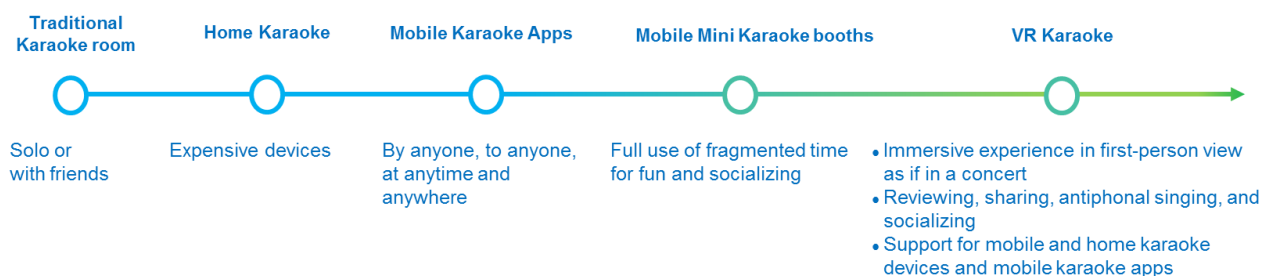 Traditional
Karaoke room
Home Karaoke
Mobile Karaoke Apps
Mobile Mini Karaoke booths
VR Karaoke
Solo or
with friends
Expensive devices
By anyone, to anyone,
at anytime and
anywhere
Full use of fragmented time
for fun and socializing
• Immersive experience in first-person view
as if in a concert
• Reviewing, sharing, antiphonal singing, and
socializing
• Support for mobile and home karaoke
devices and mobile karaoke apps